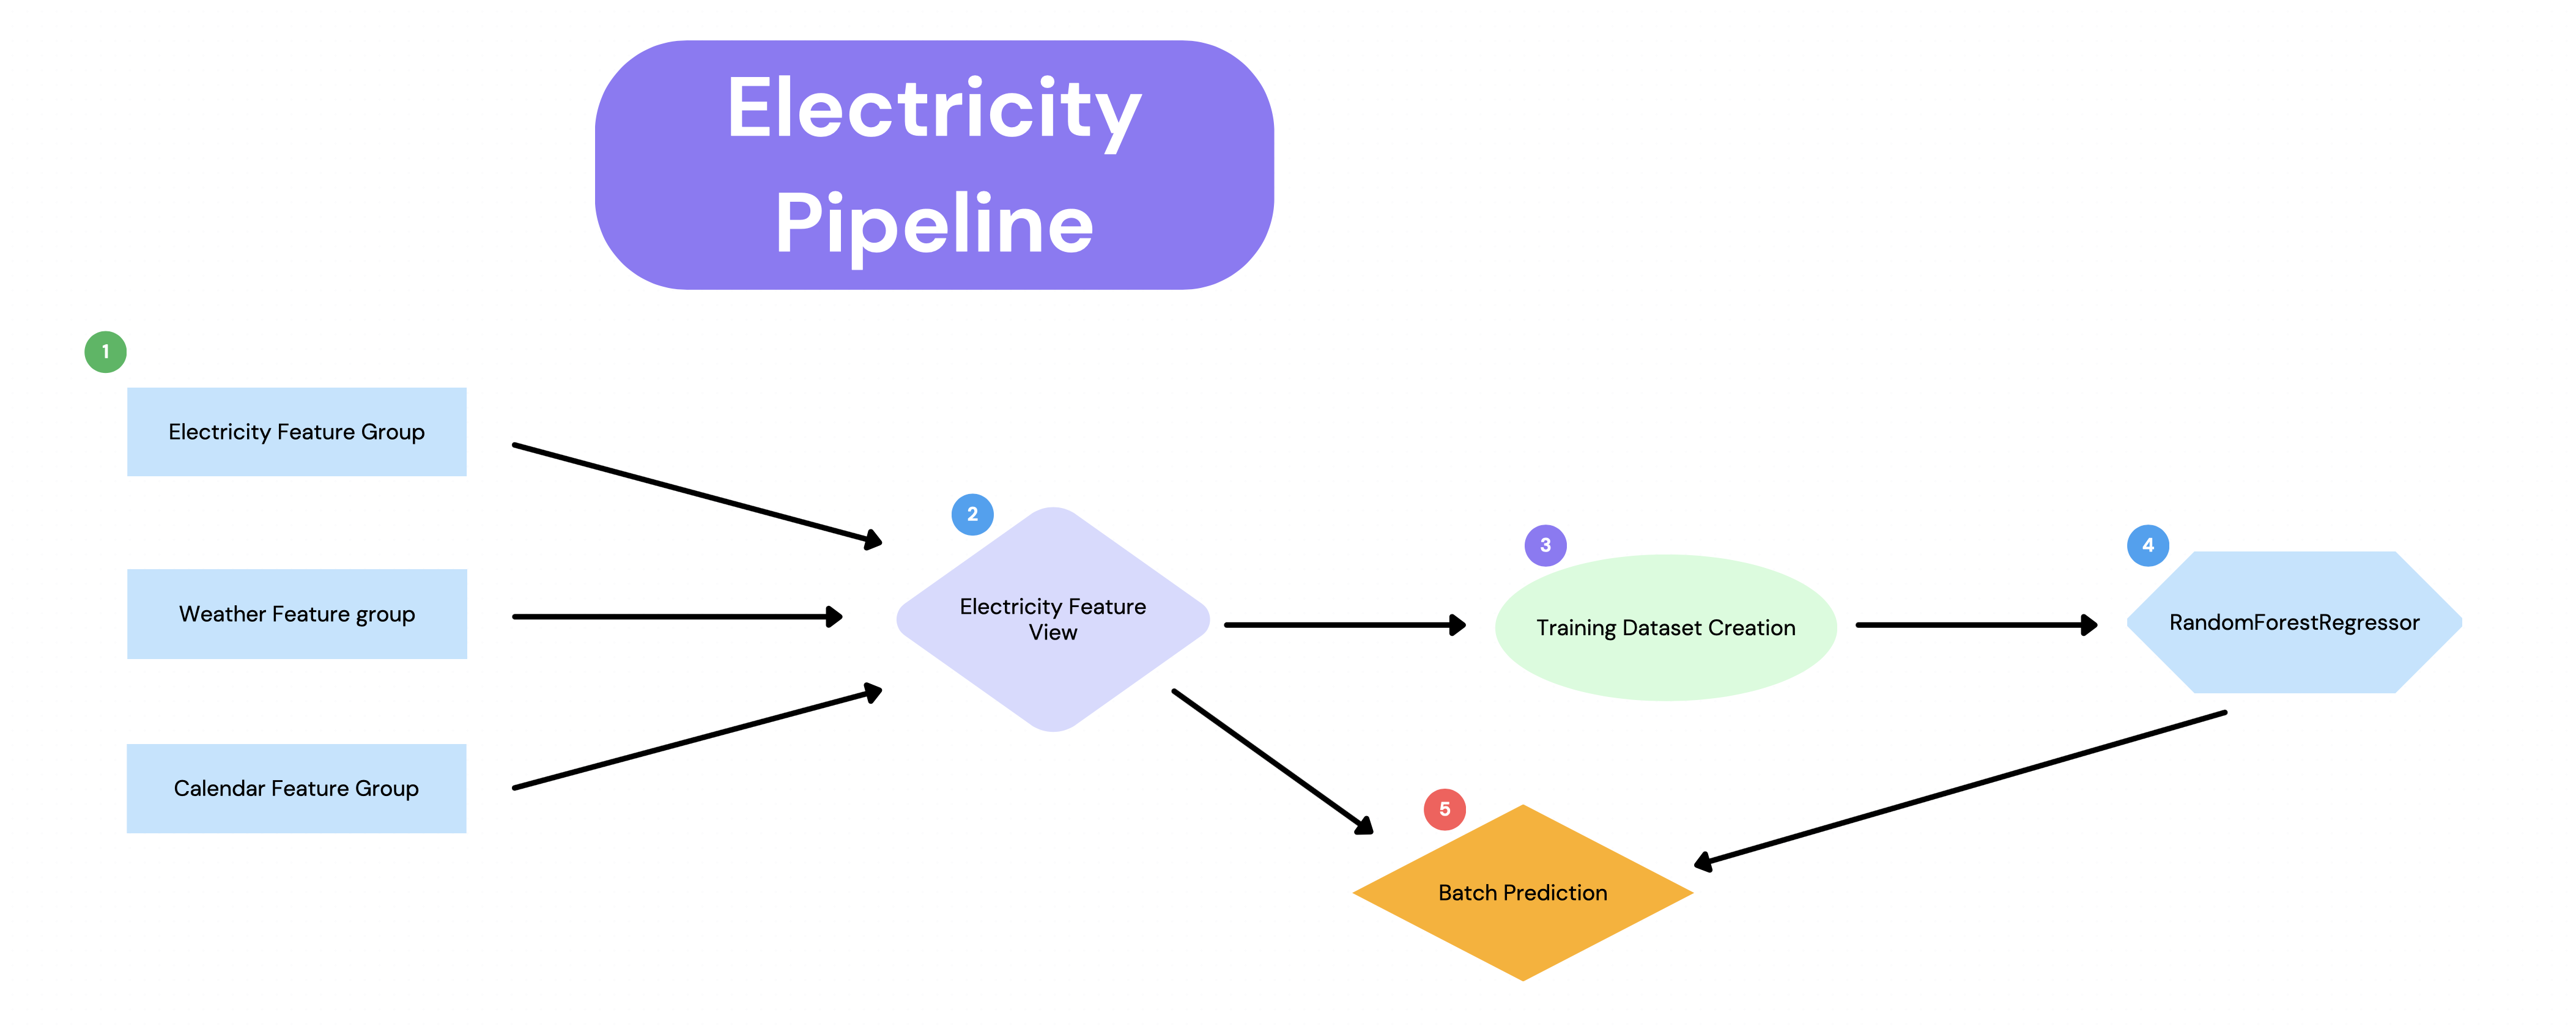 Electricity
Pipeline
1
Electricity Feature Group
Weather Feature group
Calendar Feature Group
2
Electricity Feature
View
3
Training Dataset Creation
4
RandomForestRegressor
5
Batch Prediction